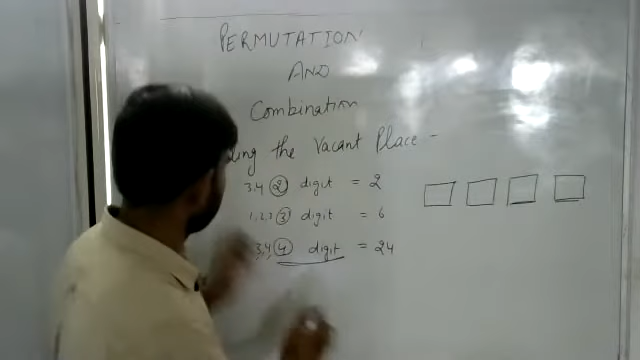 PERMUTATION
AND
Combination
the Vacant Place -
3,4 2 digit = 2
1,2,3 3 digit = 6
3,4 4 digit = 24